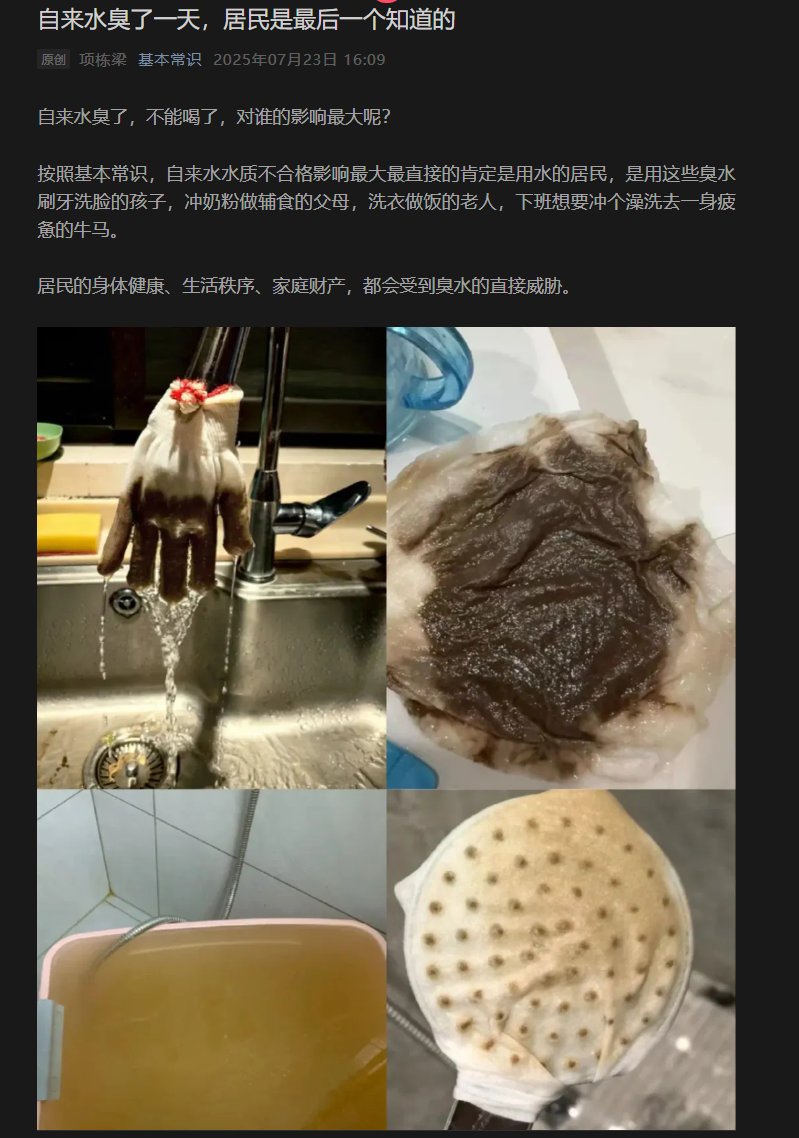 自来水臭了一天，居民是最后一个知道的
原创 项栋梁 基本常识 2025年07月23日 16:09
自来水臭了，不能喝了，对谁的影响最大呢？
按照基本常识，自来水水质不合格影响最大最直接的肯定是用水的居民，是用这些臭水
刷牙洗脸的孩子，冲奶粉做辅食的父母，洗衣做饭的老人，下班想要冲个澡洗去一身疲
惫的牛马。
居民的身体健康、生活秩序、家庭财产，都会受到臭水的直接威胁。